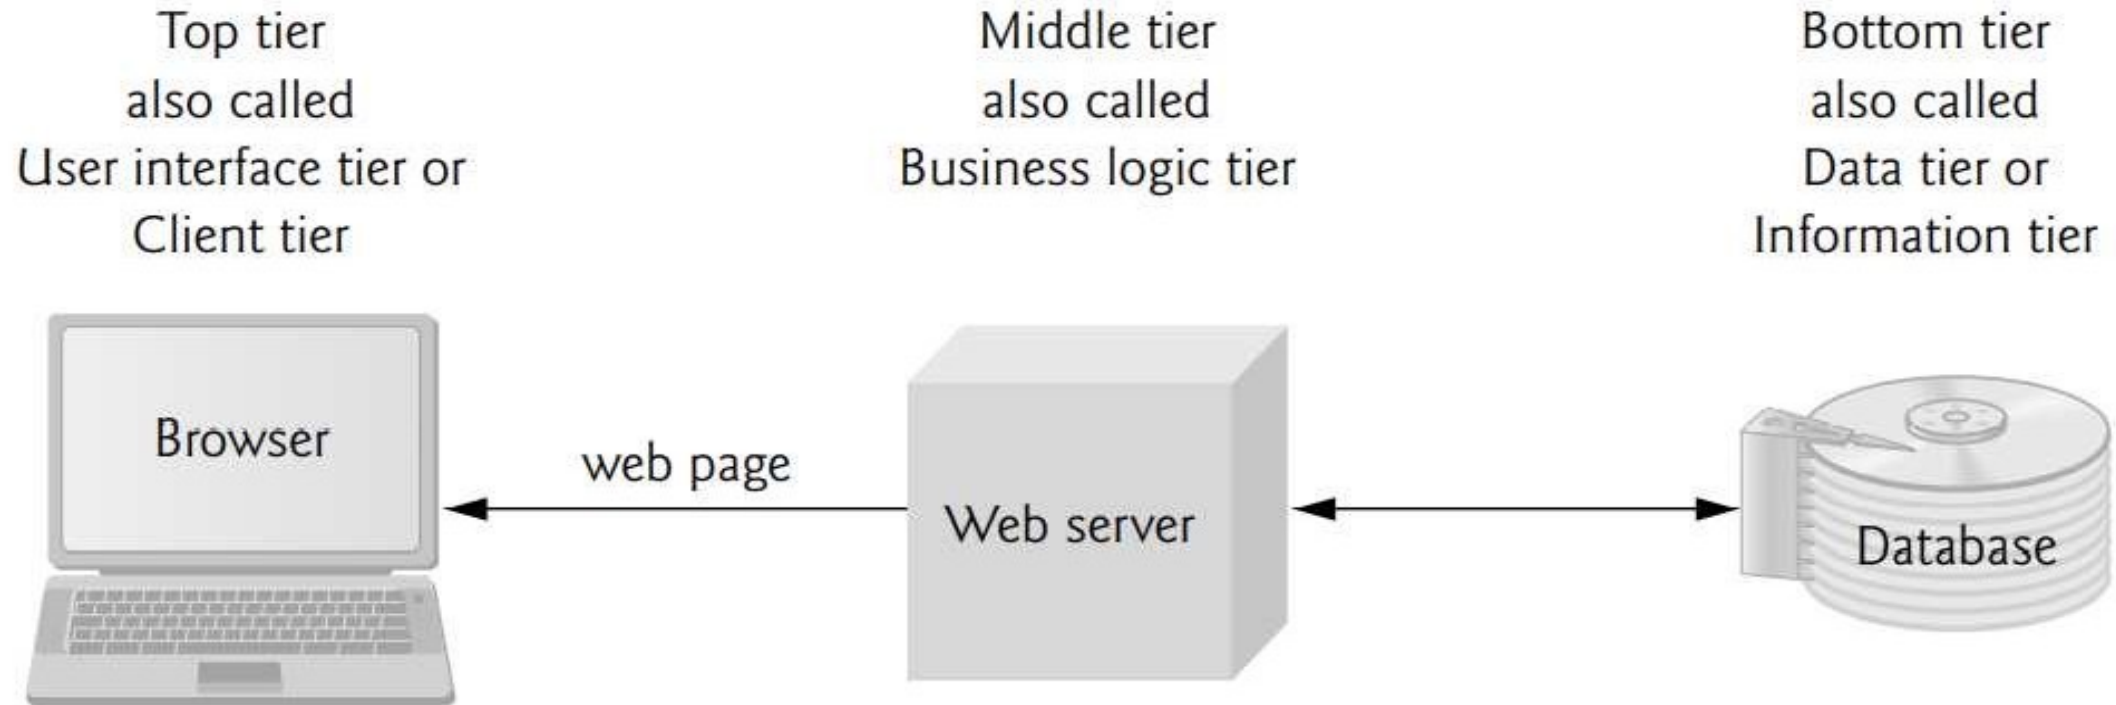 Top tier
also called
User interface tier or
Client tier
Middle tier
also called
Business logic tier
Bottom tier
also called
Data tier or
Information tier
Browser
web page
Web server
Database